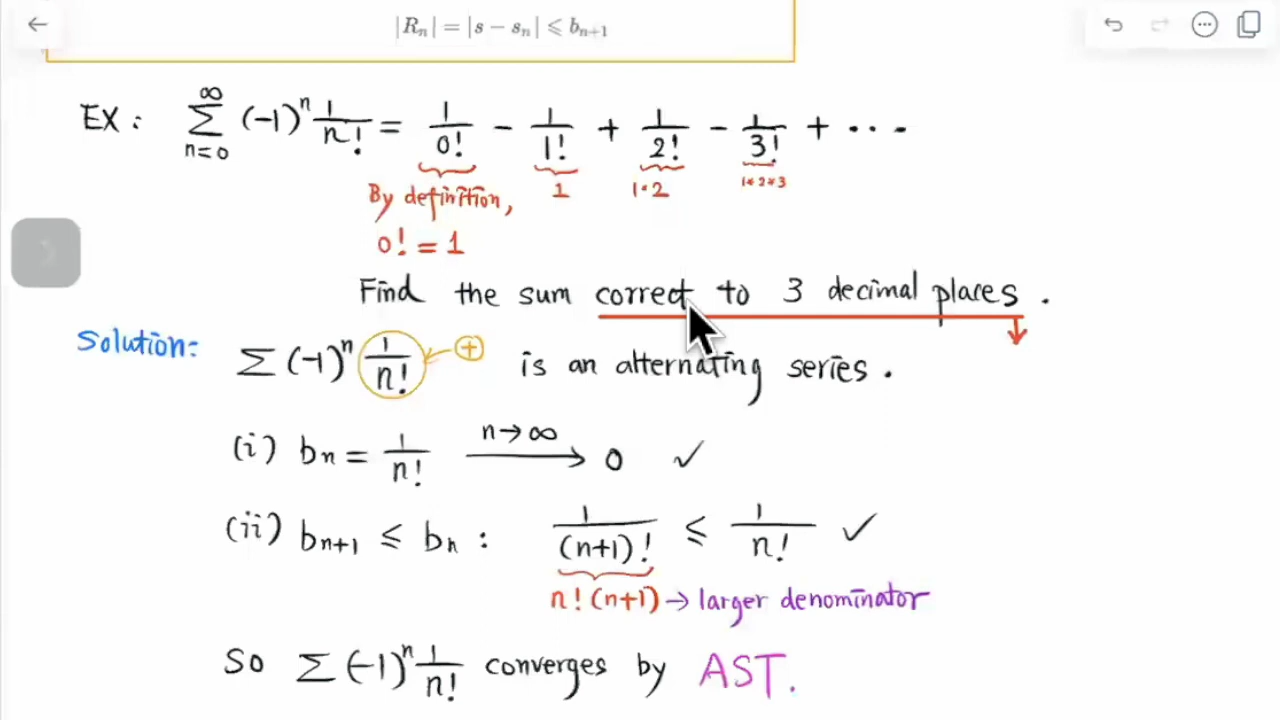 |Rₙ| = |s − sₙ| ⩽ bₙ₊₁
EX : ∑_{n=0}^{∞} (-1)ⁿ 1/n! = 1/0! - 1/1! + 1/2! - 1/3! + ...
1 1*2 1*2*3
By definition,
0! = 1
Find the sum correct to 3 decimal places .
Solution: ∑ (-1)ⁿ 1/n! ← + is an alternating series .
(i) bₙ = 1/n! n→∞ ⟶ 0 ✓
(ii) bₙ₊₁ ≤ bₙ : 1/(n+1)! ≤ 1/n! ✓
n! (n+1) → larger denominator
So ∑ (-1)ⁿ 1/n! converges by AST.